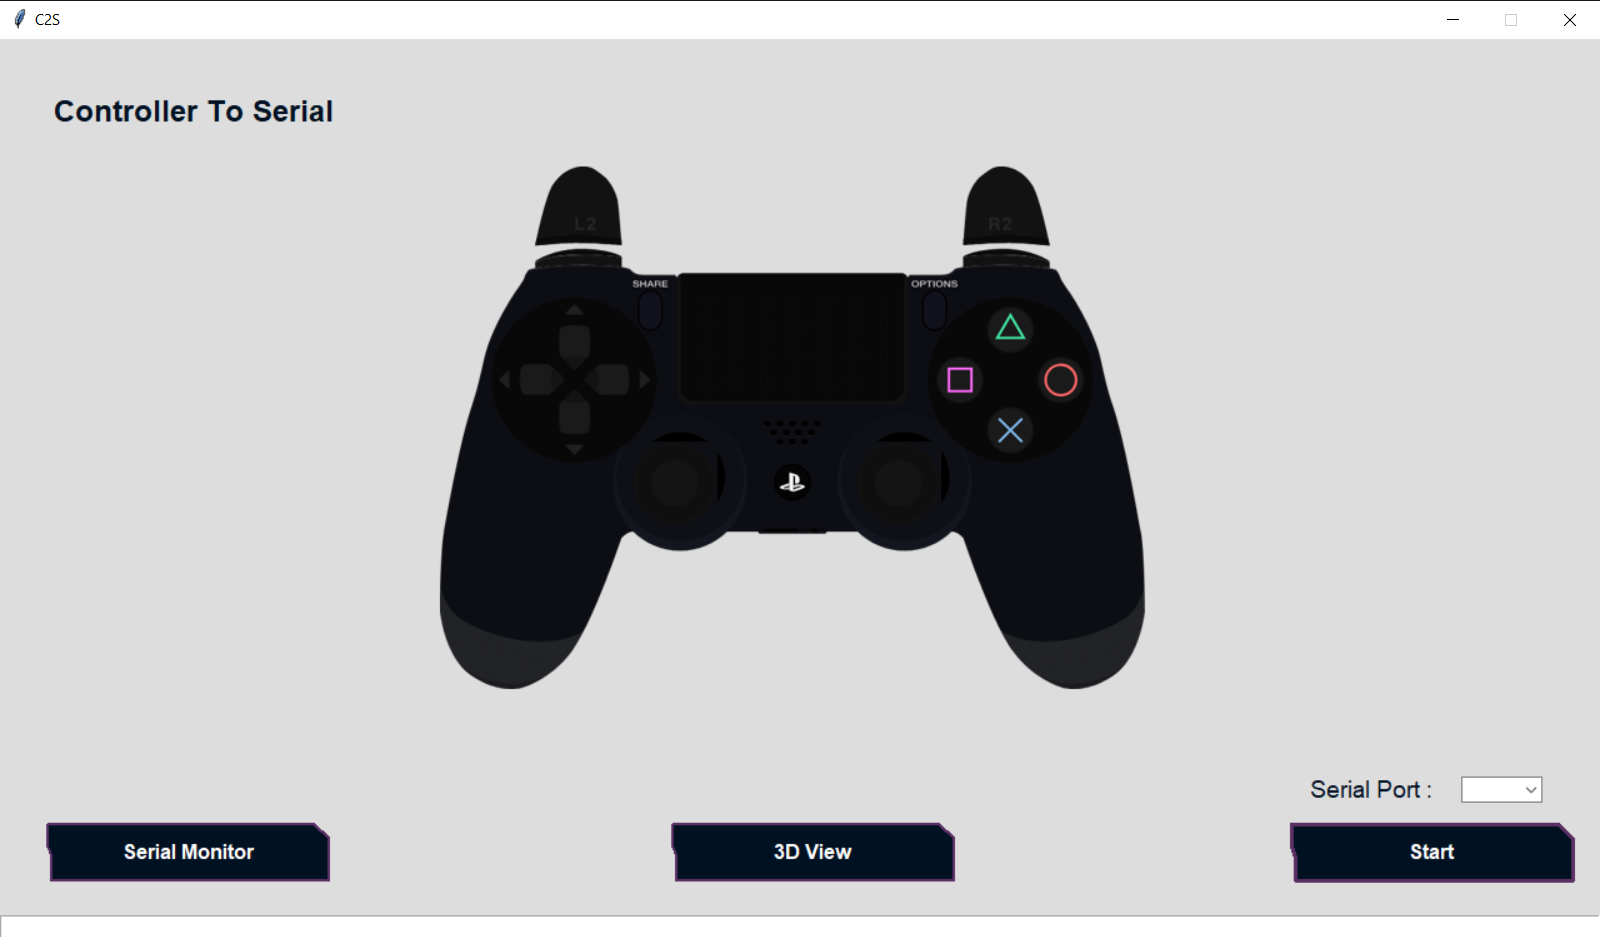 C2S
Controller To Serial
L2
R2
SHARE
OPTIONS
Serial Port :
Serial Monitor
3D View
Start